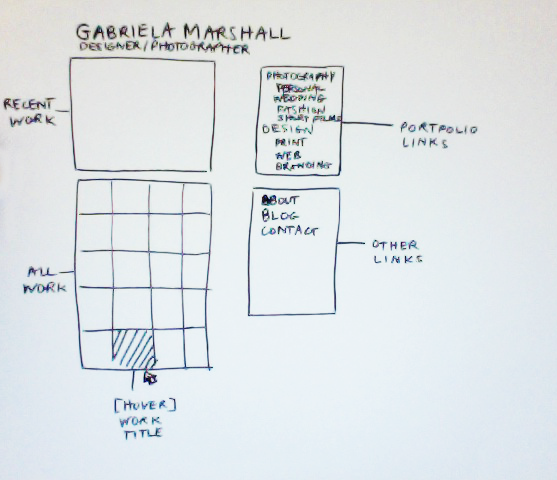 GABRIELA MARSHALL
DESIGNER/PHOTOGRAPHER
RECENT
WORK
PHOTOGRAPHY
PERSONAL
WEDDING
FASHION
SHORT FILMS
DESIGN
PRINT
WEB
BRANDING
PORTFOLIO
LINKS
ALL
WORK
ABOUT
BLOG
CONTACT
OTHER
LINKS
[HOVER]
WORK
TITLE